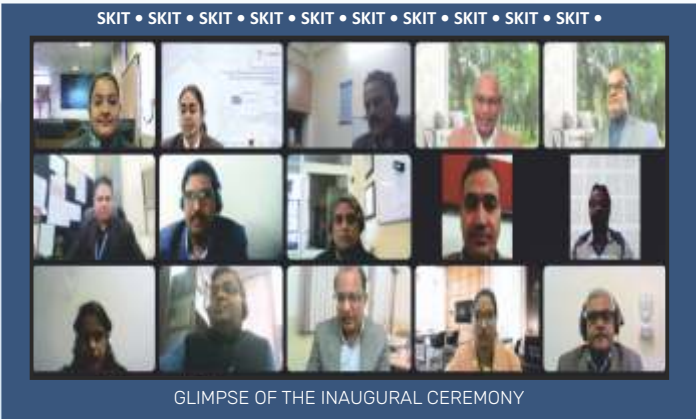 SKIT • SKIT • SKIT • SKIT • SKIT • SKIT • SKIT • SKIT • SKIT • SKIT •
GLIMPSE OF THE INAUGURAL CEREMONY